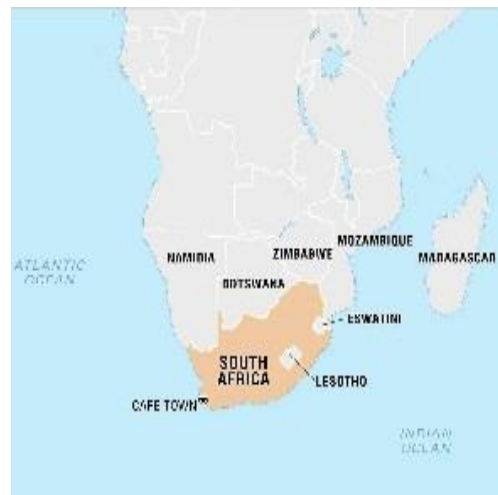 NAMIBIA
ZIMBABWE
MOZAMBIQUE
MADAGASCAR
ATLANTIC
OCEAN
BOTSWANA
ESWATINI
SOUTH
AFRICA
LESOTHO
CAPE TOWN
INDIAN
OCEAN